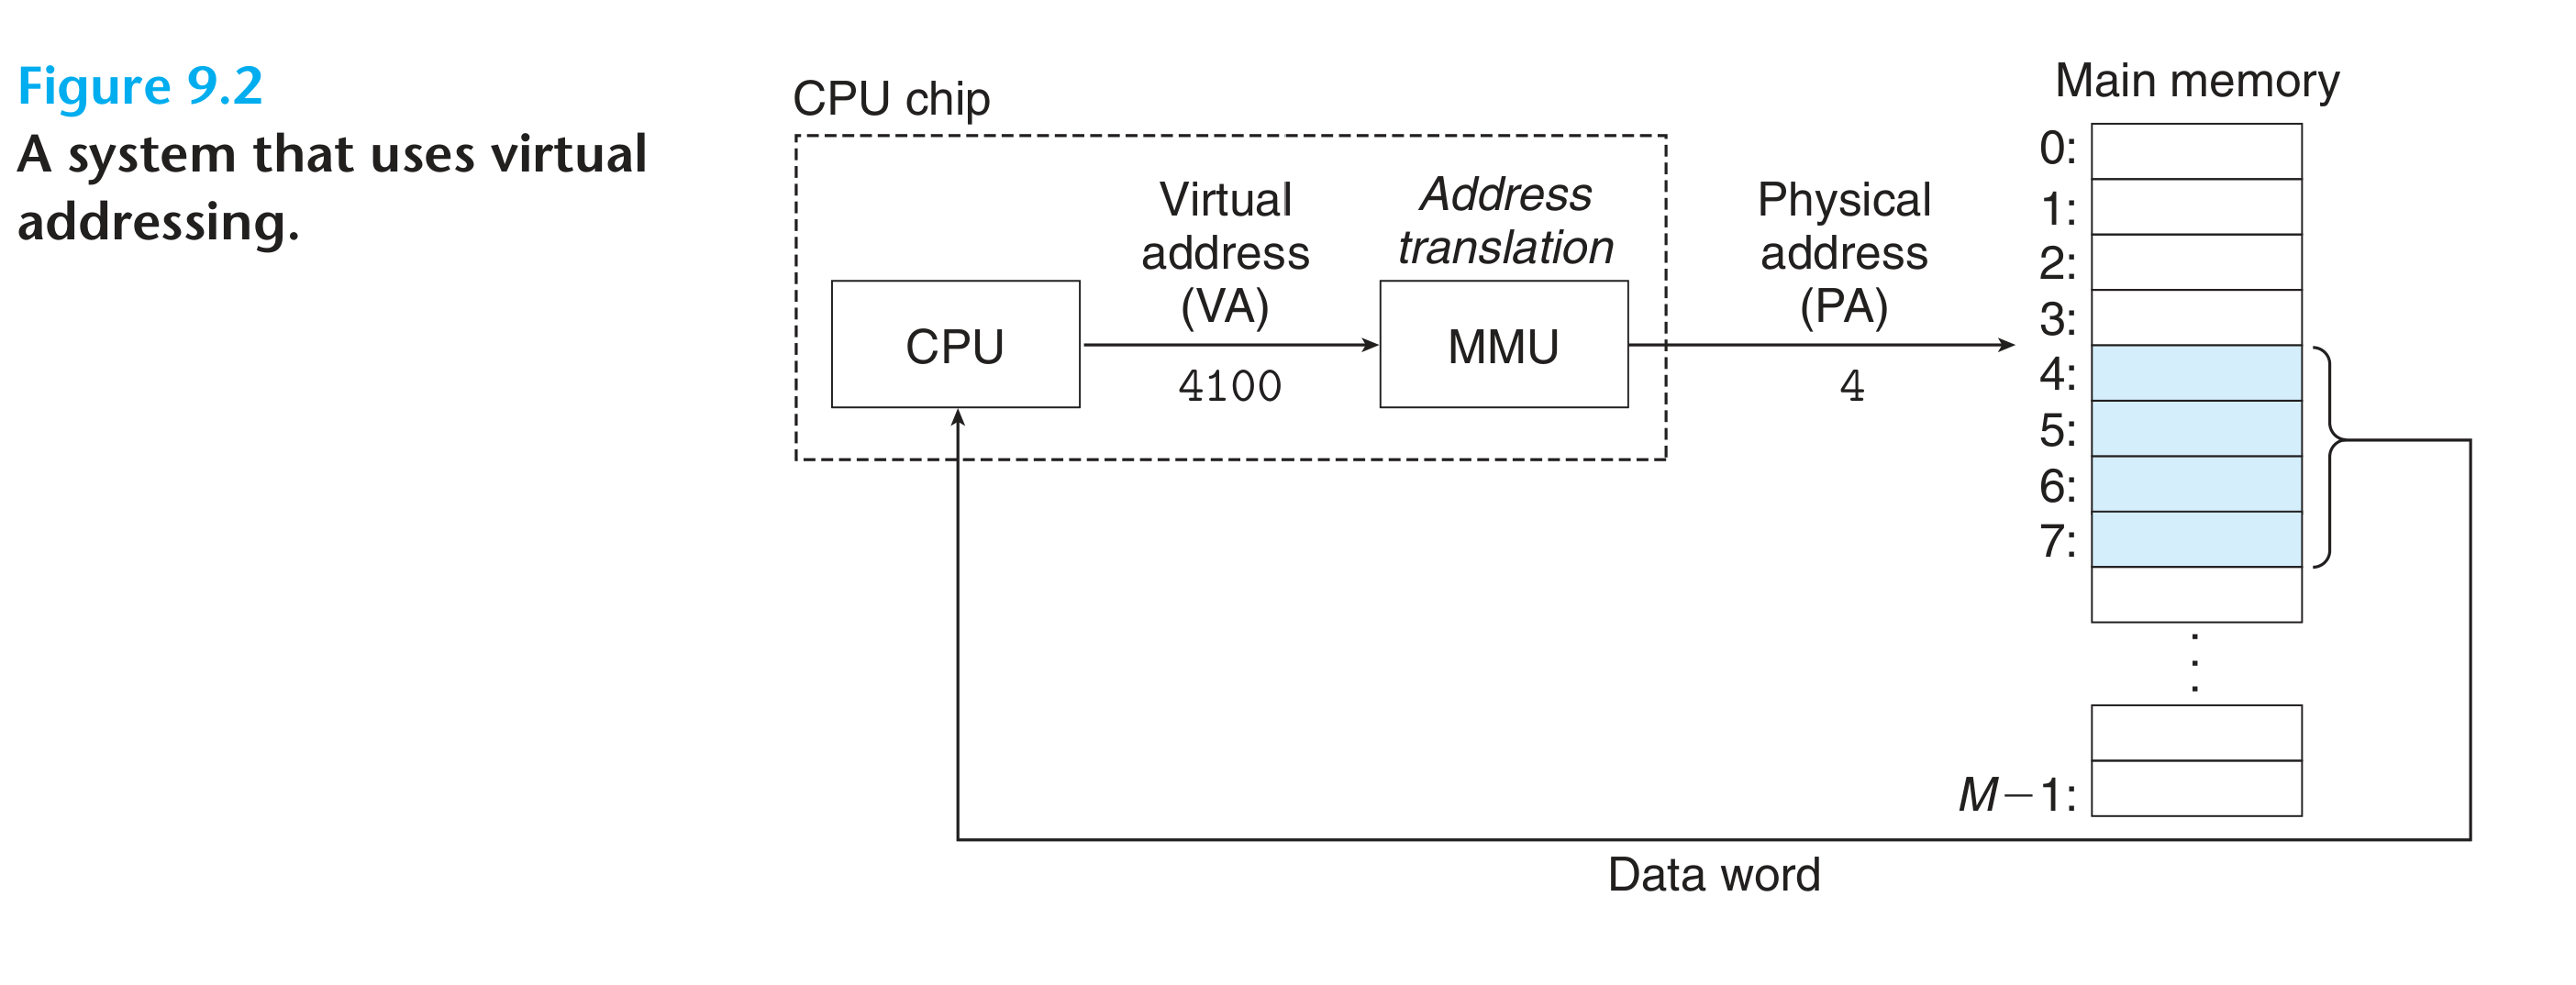 Figure 9.2
A system that uses virtual
addressing.
CPU chip
Virtual
address
(VA)
Address
translation
CPU
4100
MMU
Physical
address
(PA)
4
Main memory
0:
1:
2:
3:
4:
5:
6:
7:
M−1:
Data word